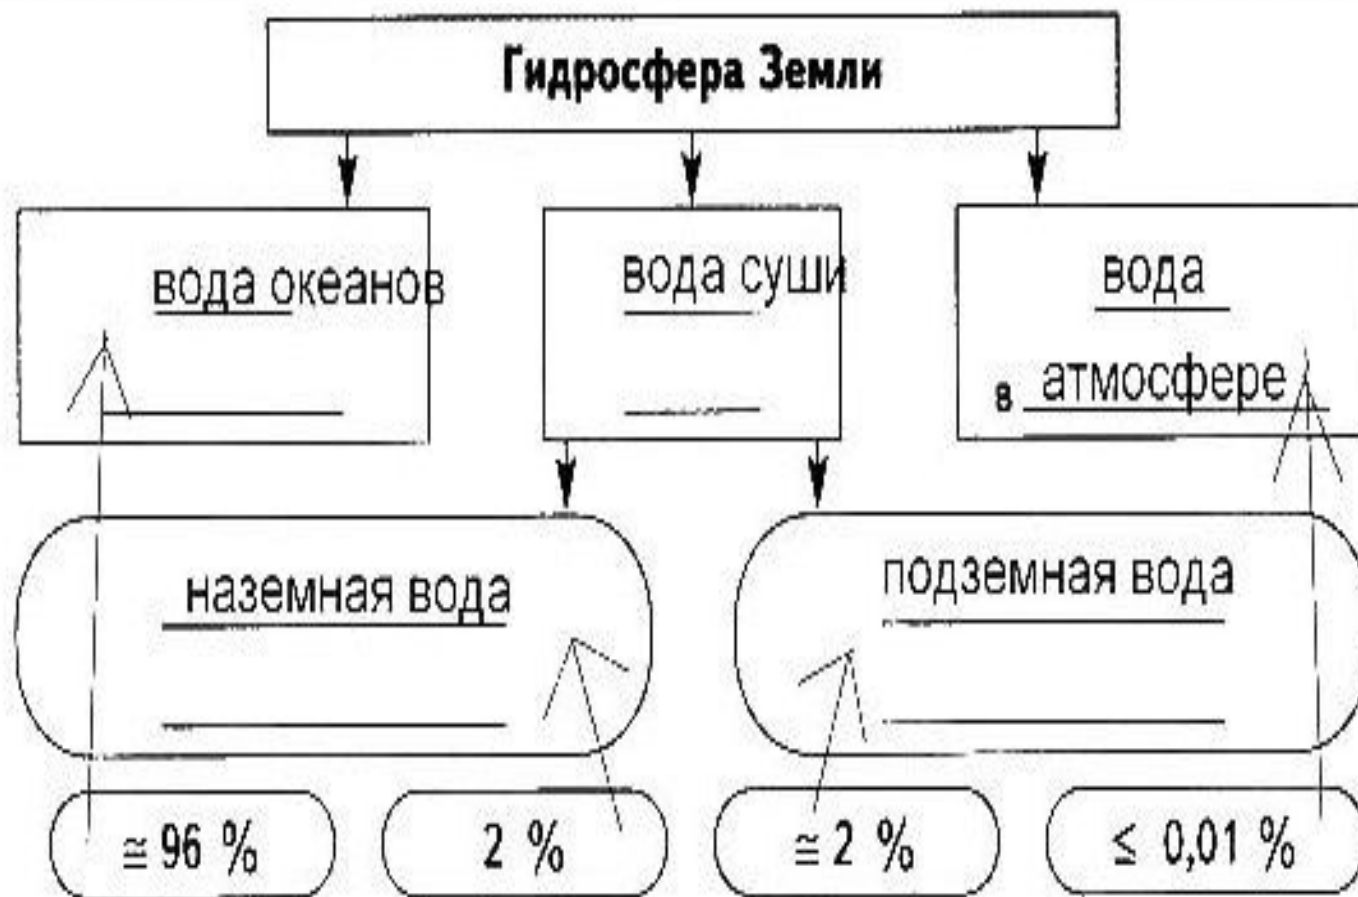 Гидросфера Земли
вода океанов
вода суши
вода
в атмосфере
наземная вода
подземная вода
≅ 96 %
2 %
≅ 2 %
≤ 0,01 %